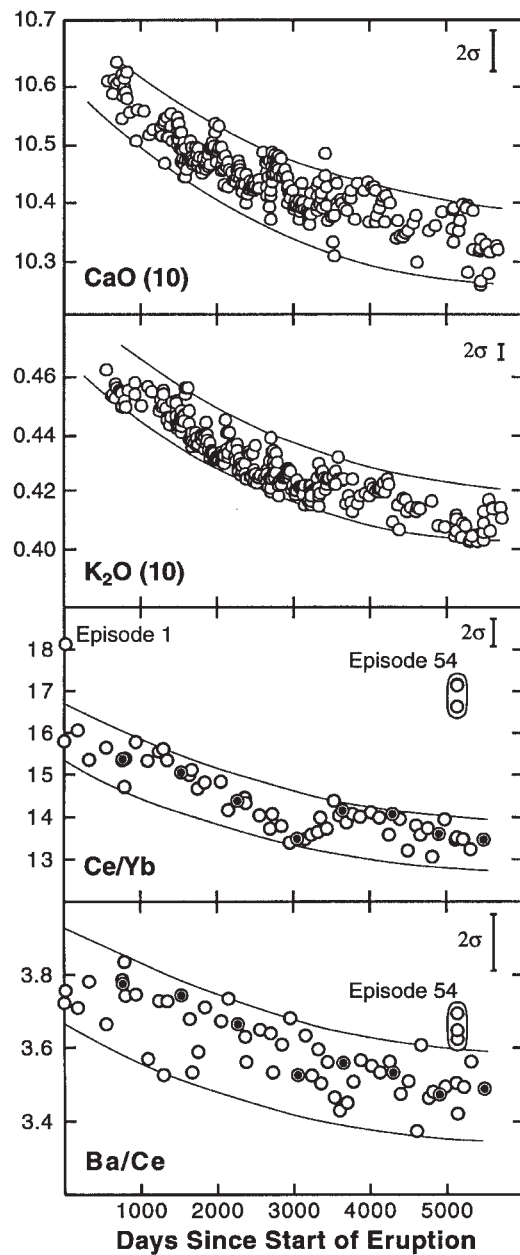 10.7
2σ
10.6
10.5
10.4
10.3
CaO (10)
2σ
0.46
0.44
0.42
0.40
K₂O (10)
Episode 1
2σ
18
Episode 54
17
16
15
14
13
Ce/Yb
2σ
3.8
Episode 54
3.6
3.4
Ba/Ce
1000 2000 3000 4000 5000
Days Since Start of Eruption